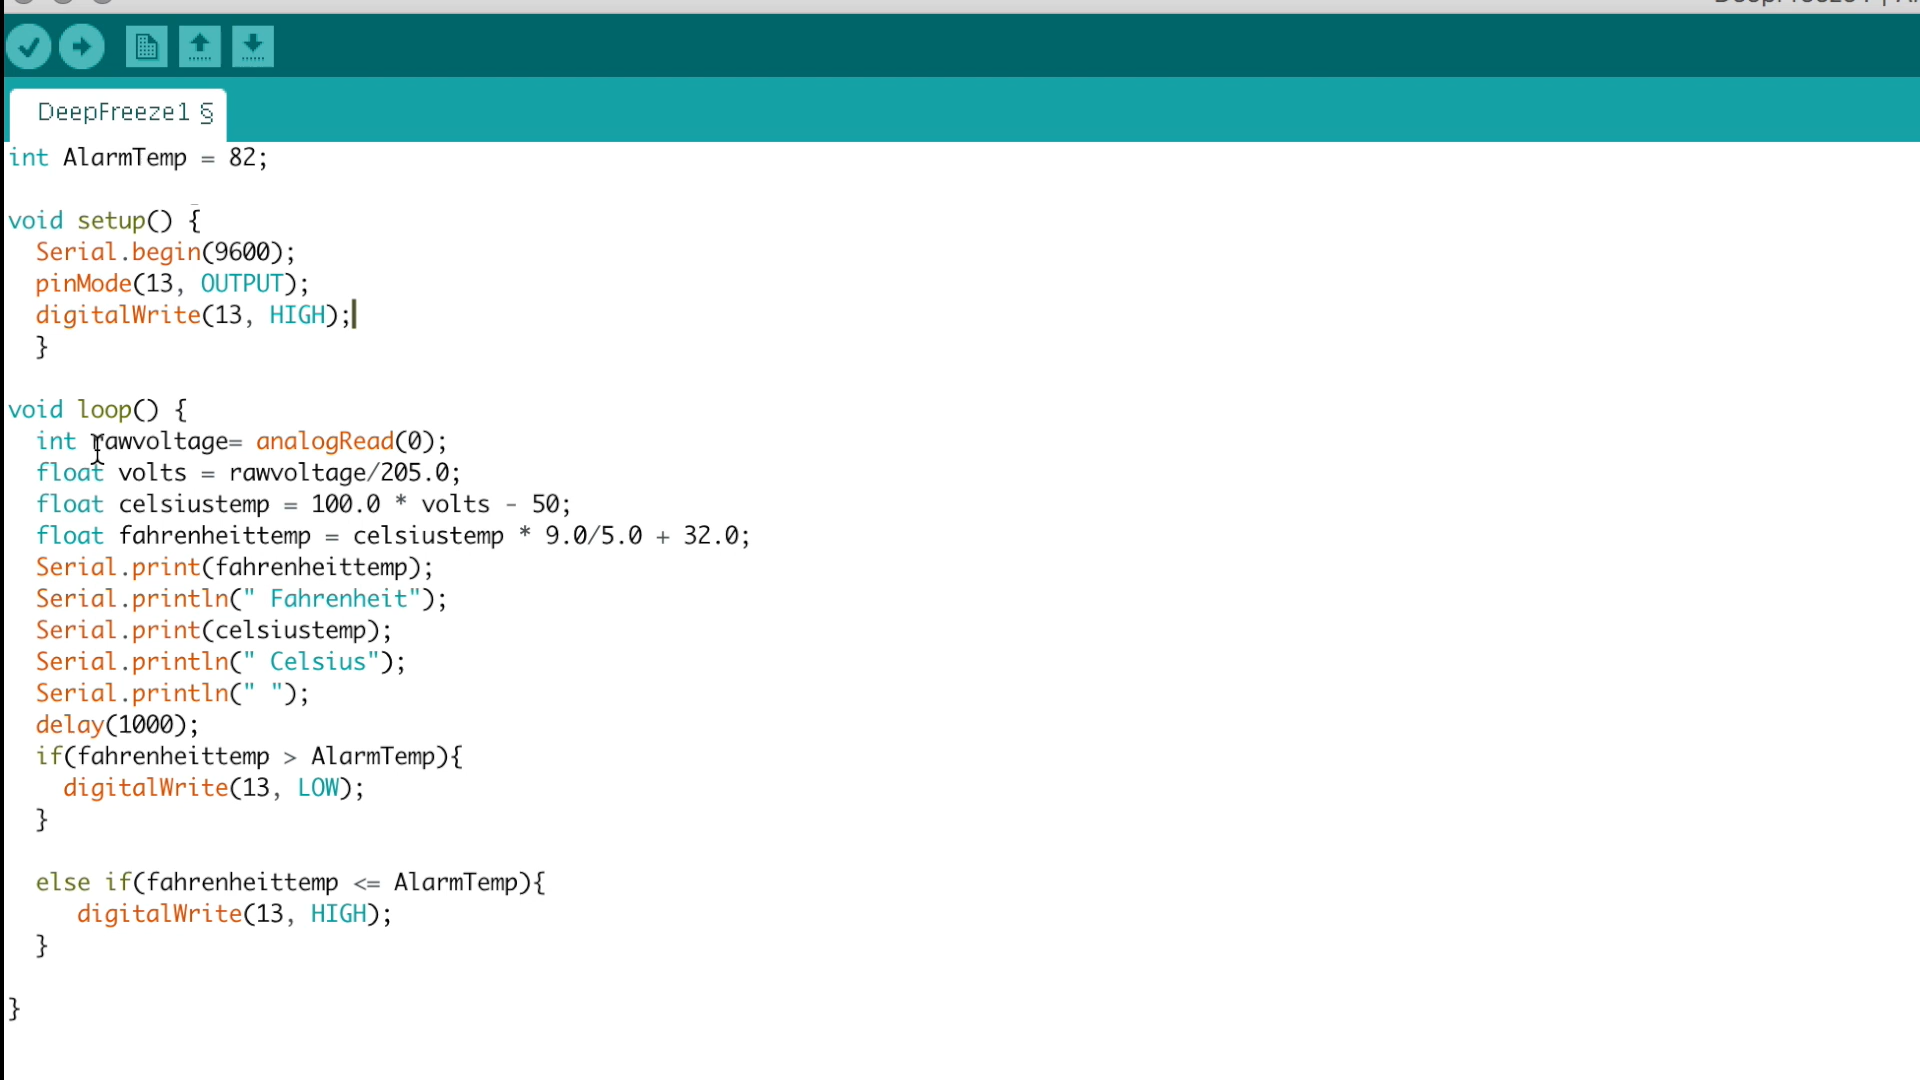 DeepFreeze1 §
int AlarmTemp = 82;
void setup() {
Serial.begin(9600);
pinMode(13, OUTPUT);
digitalWrite(13, HIGH);
}
void loop() {
int rawvoltage= analogRead(0);
float volts = rawvoltage/205.0;
float celsiustemp = 100.0 * volts - 50;
float fahrenheittemp = celsiustemp * 9.0/5.0 + 32.0;
Serial.print(fahrenheittemp);
Serial.println(" Fahrenheit");
Serial.print(celsiustemp);
Serial.println(" Celsius");
Serial.println(" ");
delay(1000);
if(fahrenheittemp > AlarmTemp){
digitalWrite(13, LOW);
}
else if(fahrenheittemp <= AlarmTemp){
digitalWrite(13, HIGH);
}
}